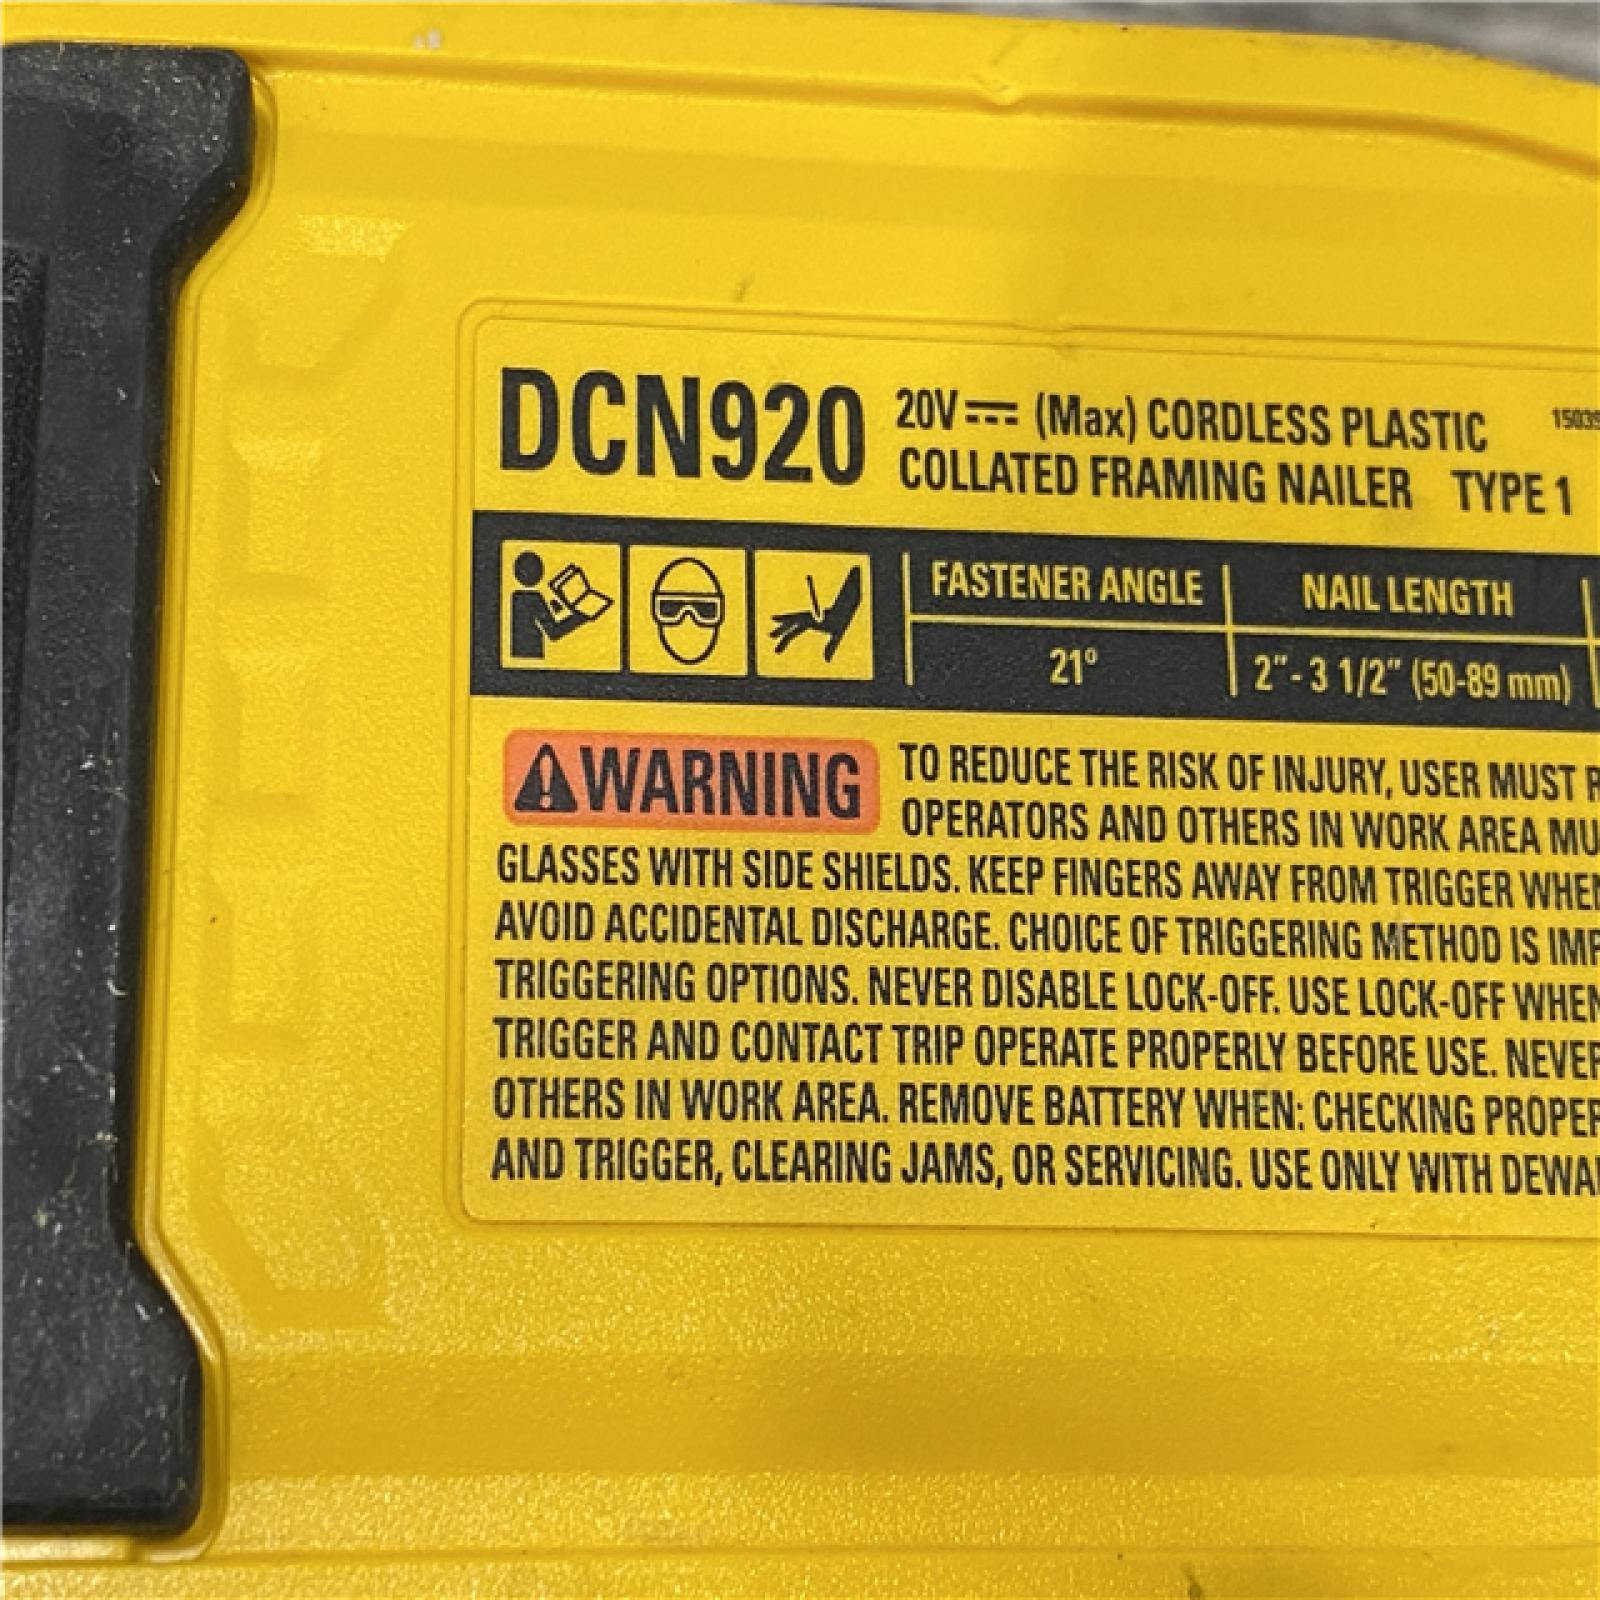 DCN920 20V (Max) CORDLESS PLASTIC
COLLATED FRAMING NAILER TYPE 1
FASTENER ANGLE NAIL LENGTH
21° 2"- 3 1/2" (50-89 mm)
WARNING TO REDUCE THE RISK OF INJURY, USER MUST
OPERATORS AND OTHERS IN WORK AREA
GLASSES WITH SIDE SHIELDS. KEEP FINGERS AWAY FROM TRIGGER WHEN
AVOID ACCIDENTAL DISCHARGE. CHOICE OF TRIGGERING METHOD IS
TRIGGERING OPTIONS. NEVER DISABLE LOCK-OFF. USE LOCK-OFF WHEN
TRIGGER AND CONTACT TRIP OPERATE PROPERLY BEFORE USE. NEVER
OTHERS IN WORK AREA. REMOVE BATTERY WHEN: CHECKING PROPER
AND TRIGGER, CLEARING JAMS, OR SERVICING. USE ONLY WITH